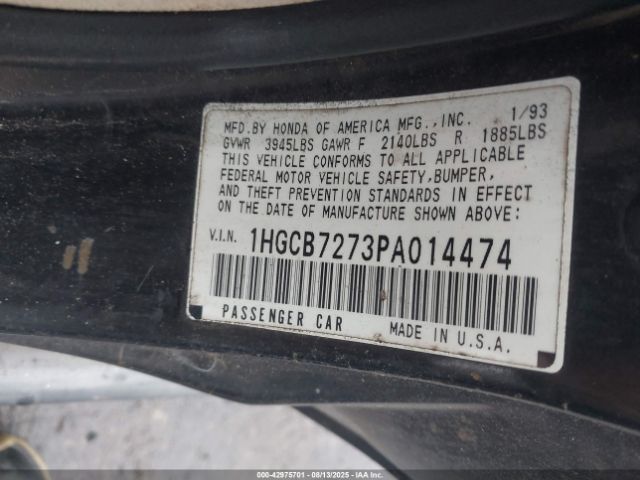 MFD.BY HONDA OF AMERICA MFG.,INC. 1/93
GVWR 3945LBS GAWR F 2140LBS R 1885LBS
THIS VEHICLE CONFORMS TO ALL APPLICABLE
FEDERAL MOTOR VEHICLE SAFETY,BUMPER,
AND THEFT PREVENTION STANDARDS IN EFFECT
ON THE DATE OF MANUFACTURE SHOWN ABOVE:
V.I.N. 1HGCB7273PA014474
PASSENGER CAR MADE IN U.S.A.
000-42975701 - 08/13/2025 - IAAI.com